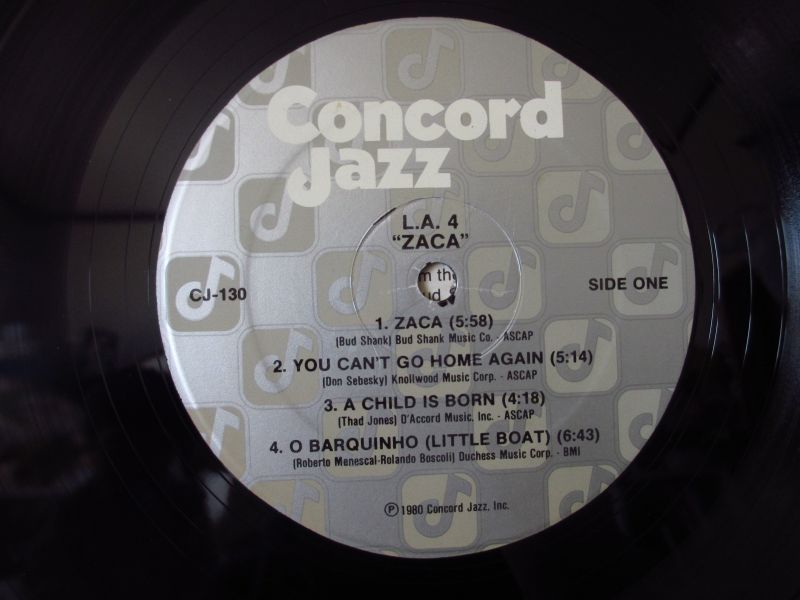 Concord
Jazz
L.A. 4
"ZACA"
m the
CJ-130
SIDE ONE
1. ZACA (5:58)
(Bud Shank) Bud Shank Music Co. - ASCAP
2. YOU CAN'T GO HOME AGAIN (5:14)
(Don Sebesky) Knollwood Music Corp. - ASCAP
3. A CHILD IS BORN (4:18)
(Thad Jones) D'Accord Music, Inc. - ASCAP
4. O BARQUINHO (LITTLE BOAT) (6:43)
(Roberto Menescal-Rolando Boscoli) Duchess Music Corp. - BMI
℗ 1980 Concord Jazz, Inc.